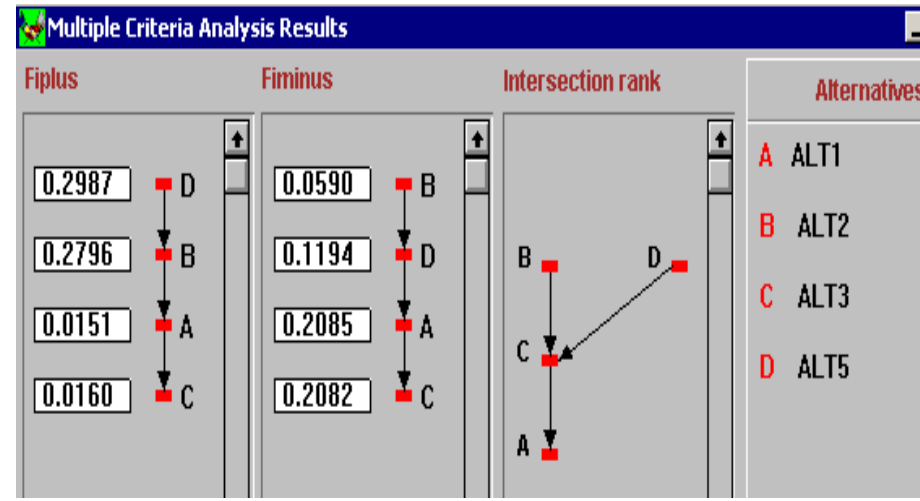 Multiple Criteria Analysis Results
Fiplus
0.2987 D
0.2796 B
0.0151 A
0.0160 C
Fiminus
0.0590 B
0.1194 D
0.2085 A
0.2082 C
Intersection rank
B D
C
A
Alternatives
A ALT1
B ALT2
C ALT3
D ALT5